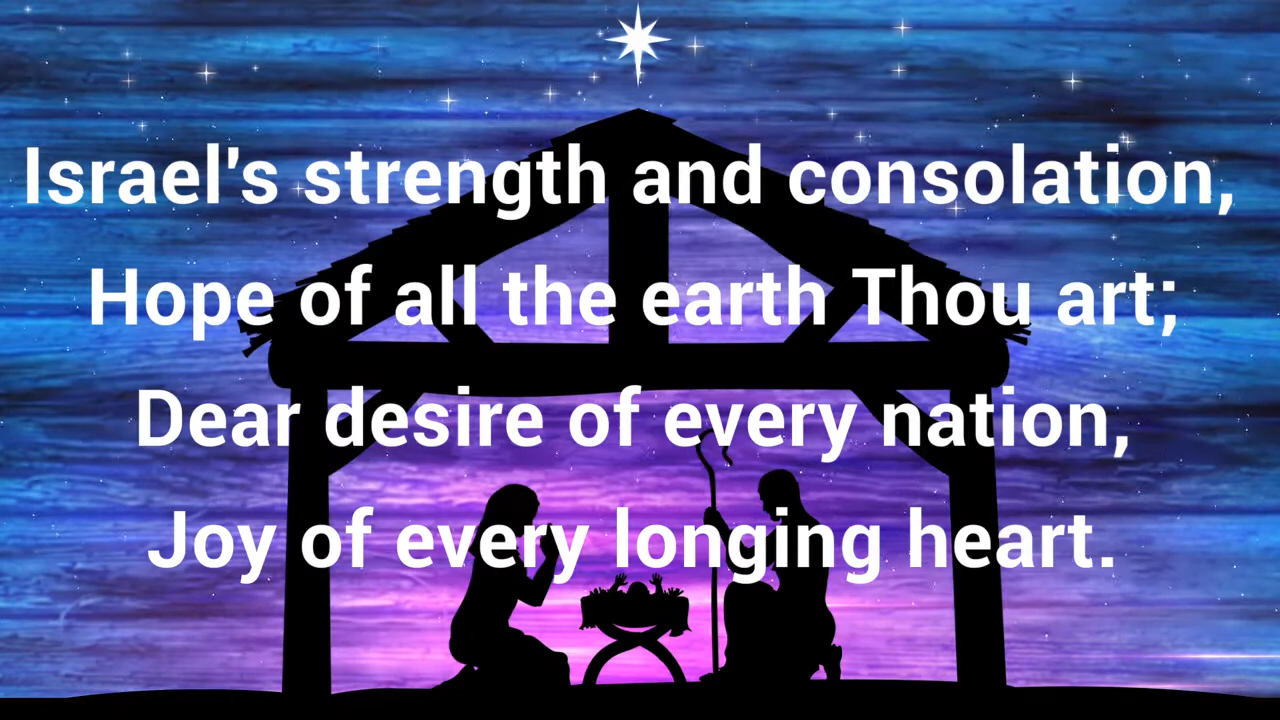 Israel's strength and consolation,
Hope of all the earth Thou art;
Dear desire of every nation,
Joy of every longing heart.